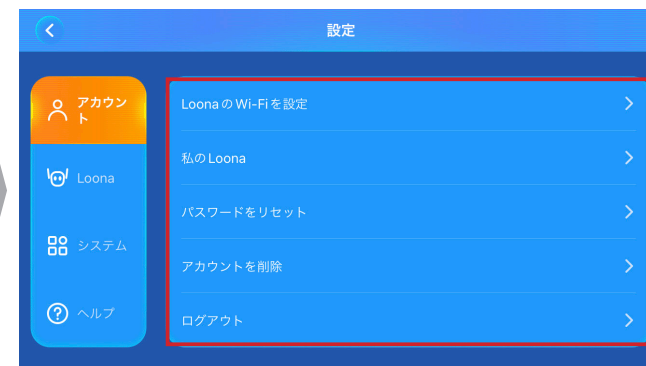 設定
アカウン
ト
Loona
システム
ヘルプ
LoonaのWi-Fiを設定
私のLoona
パスワードをリセット
アカウントを削除
ログアウト